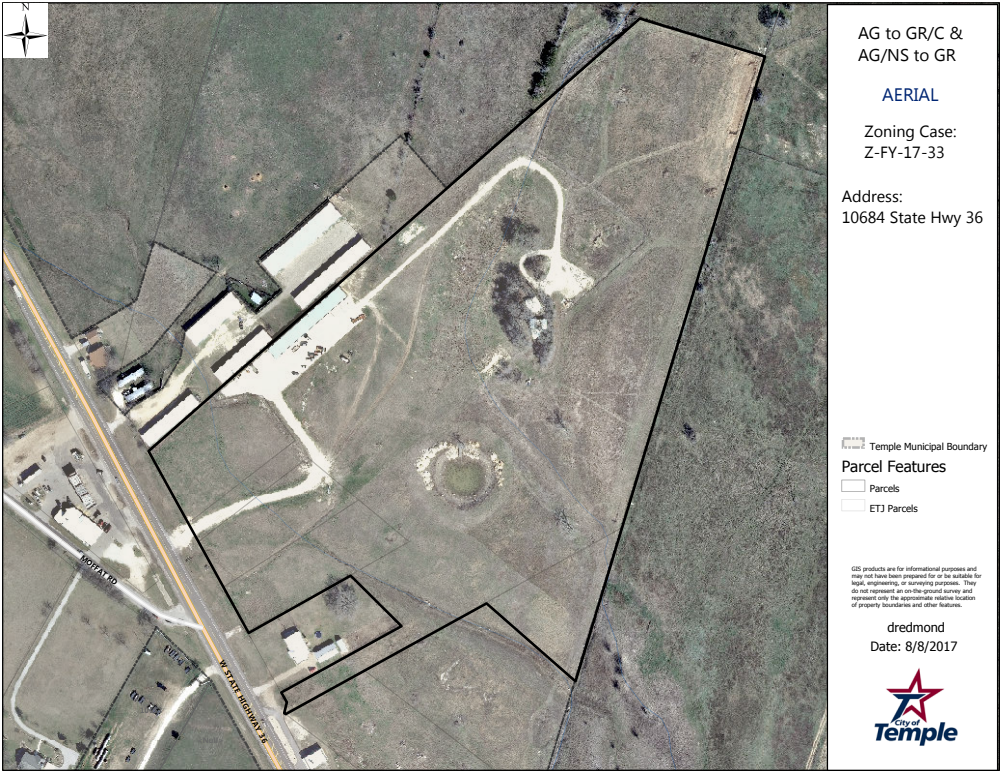 N
AG to GR/C &
AG/NS to GR
AERIAL
Zoning Case:
Z-FY-17-33
Address:
10684 State Hwy 36
Temple Municipal Boundary
Parcel Features
Parcels
ETJ Parcels
GIS products are for informational purposes and
may not have been prepared for or be suitable for
legal, engineering, or surveying purposes. They
do not represent an on-the-ground survey and
represent only the approximate relative location
of property boundaries and other features.
dredmond
Date: 8/8/2017
City of
Temple
MOFFAT RD
W STATE HIGHWAY 36